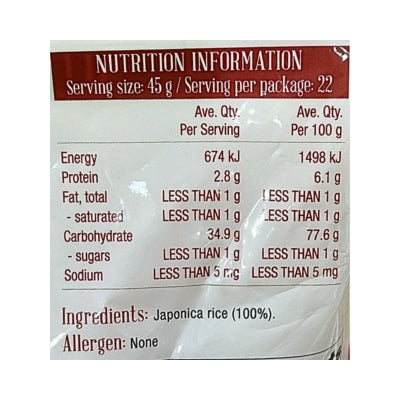 NUTRITION INFORMATION
Serving size: 45 g / Serving per package: 22
Ave. Qty. Ave. Qty.
Per Serving Per 100 g
Energy 674 kJ 1498 kJ
Protein 2.8 g 6.1 g
Fat, total LESS THAN 1 g LESS THAN 1 g
- saturated LESS THAN 1 g LESS THAN 1 g
Carbohydrate 34.9 g 77.6 g
- sugars LESS THAN 1 g LESS THAN 1 g
Sodium LESS THAN 5 mg LESS THAN 5 mg
Ingredients: Japonica rice (100%).
Allergen: None